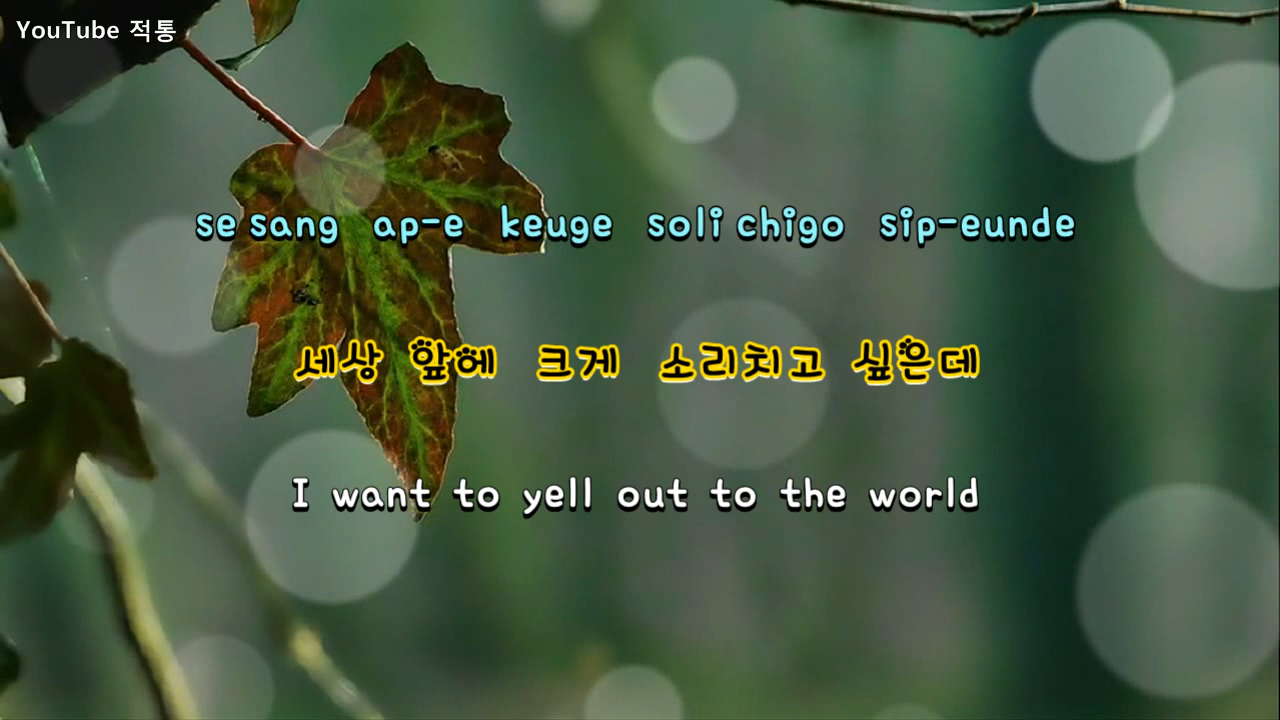 YouTube 적통
se sang ap-e keuge soli chigo sip-eunde
세상 앞에 크게 소리치고 싶은데
I want to yell out to the world